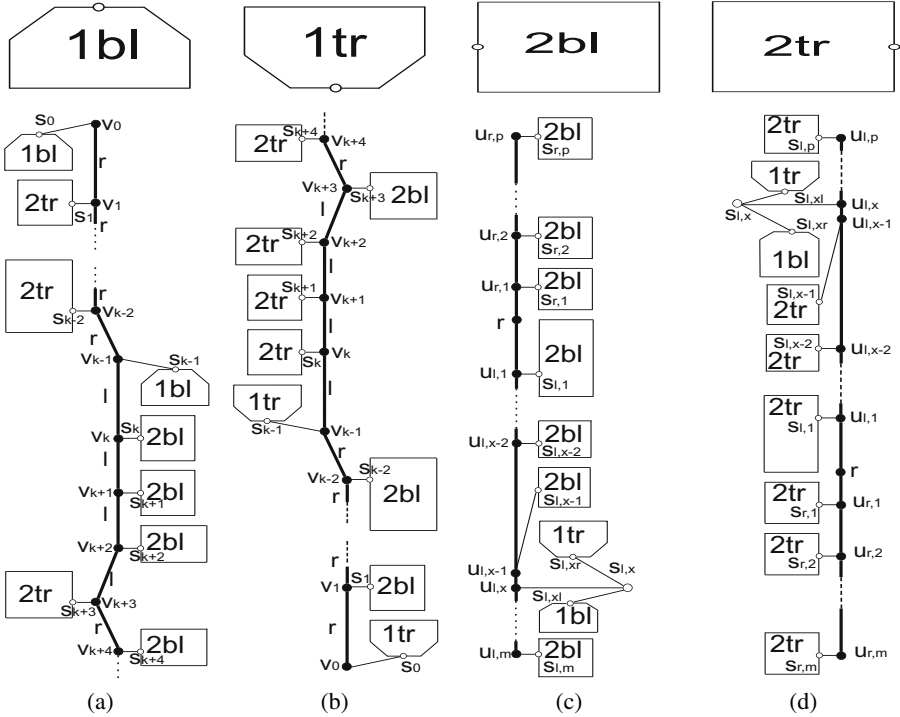 1bl
1tr
2bl
2tr
s0 v0
1bl
r
2tr s1 v1
r
r
2tr sk-2 vk-2
r
vk-1 sk-1
1bl
l
vk sk 2bl
l
vk+1 sk+1 2bl
l
vk+2 sk+2 2bl
l
2tr sk+3 vk+3
r
vk+4 sk+4 2bl
(a)
2tr sk+4 vk+4
r
vk+3 sk+3 2bl
l
2tr sk+2 vk+2
l
2tr sk+1 vk+1
l
2tr sk vk
l
1tr
sk-1 vk-1
r
vk-2 sk-2 2bl
r
r
v1 s1 2bl
r
1tr
v0 s0
(b)
ur,p 2bl sr,p
ur,2 2bl sr,2
ur,1 2bl sr,1
r
2bl
ul,1 sl,1
ul,x-2 2bl sl,x-2
2bl sl,x-1
1tr
ul,x-1 sl,xr sl,x
ul,x sl,xl
1bl
ul,m 2bl sl,m
(c)
2tr sl,p ul,p
1tr
sl,xl
sl,x ul,x
sl,xr ul,x-1
1bl
sl,x-1
2tr
sl,x-2 ul,x-2
2tr
2tr sl,1 ul,1
r
2tr sr,1 ur,1
2tr sr,2 ur,2
2tr sr,m ur,m
(d)